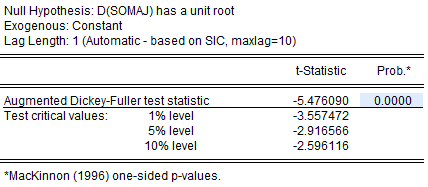 Null Hypothesis: D(SOMAJ) has a unit root
Exogenous: Constant
Lag Length: 1 (Automatic - based on SIC, maxlag=10)
t-Statistic Prob.*
Augmented Dickey-Fuller test statistic -5.476090 0.0000
Test critical values: 1% level -3.557472
5% level -2.916566
10% level -2.596116
*MacKinnon (1996) one-sided p-values.